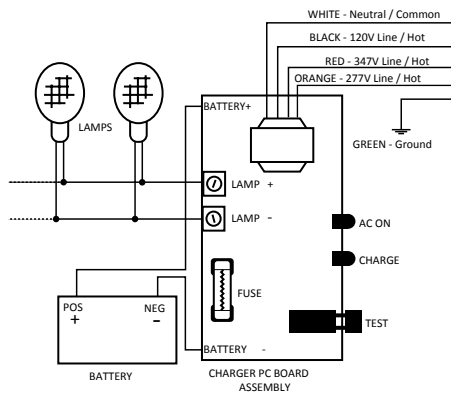 WHITE - Neutral / Common
BLACK - 120V Line / Hot
RED - 347V Line / Hot
ORANGE - 277V Line / Hot
BATTERY+
LAMPS
GREEN - Ground
LAMP +
LAMP -
AC ON
CHARGE
FUSE
POS
+
NEG
-
TEST
BATTERY -
BATTERY
CHARGER PC BOARD
ASSEMBLY